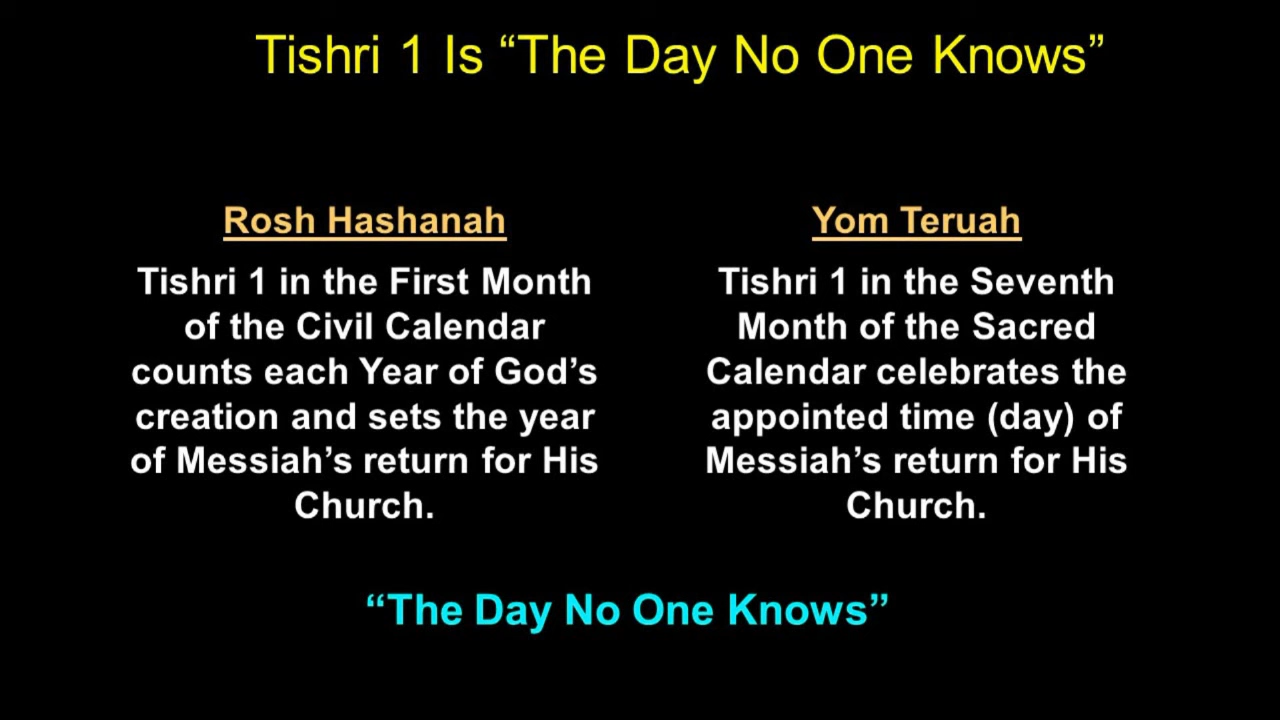 Tishri 1 Is “The Day No One Knows”
Rosh Hashanah
Tishri 1 in the First Month
of the Civil Calendar
counts each Year of God’s
creation and sets the year
of Messiah’s return for His
Church.
Yom Teruah
Tishri 1 in the Seventh
Month of the Sacred
Calendar celebrates the
appointed time (day) of
Messiah’s return for His
Church.
“The Day No One Knows”